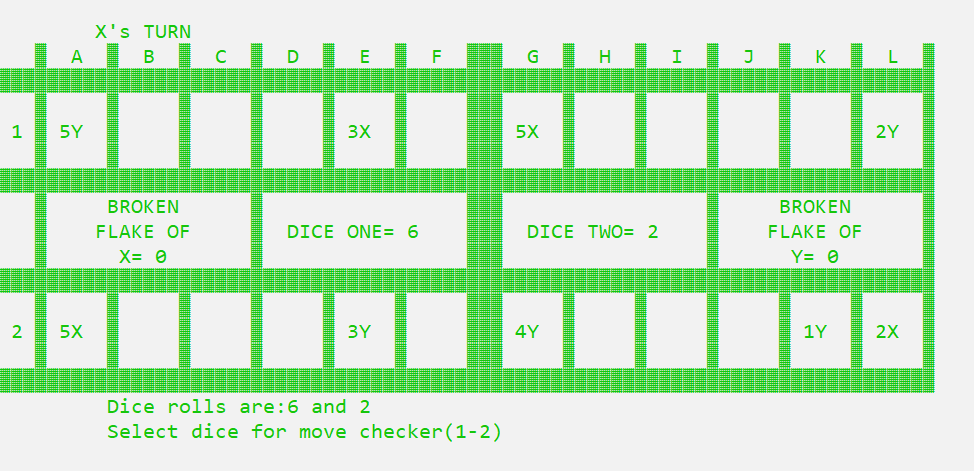 X's TURN
A B C D E F G H I J K L
1 5Y 3X 5X 2Y
BROKEN BROKEN
FLAKE OF DICE ONE= 6 DICE TWO= 2 FLAKE OF
X= 0 Y= 0
2 5X 3Y 4Y 1Y 2X
Dice rolls are:6 and 2
Select dice for move checker(1-2)